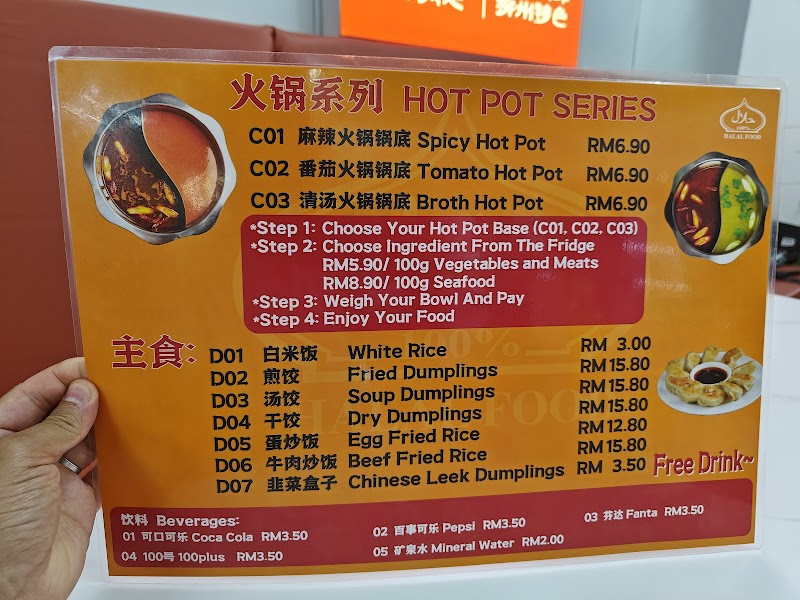 火锅系列 HOT POT SERIES
حلال
100%
HALAL FOOD
C01 麻辣火锅锅底 Spicy Hot Pot RM6.90
C02 番茄火锅锅底 Tomato Hot Pot RM6.90
C03 清汤火锅锅底 Broth Hot Pot RM6.90
*Step 1: Choose Your Hot Pot Base (C01, C02, C03)
*Step 2: Choose Ingredient From The Fridge
RM5.90/ 100g Vegetables and Meats
RM8.90/ 100g Seafood
*Step 3: Weigh Your Bowl And Pay
*Step 4: Enjoy Your Food
主食:
D01 白米饭 White Rice RM 3.00
D02 煎饺 Fried Dumplings RM 15.80
D03 汤饺 Soup Dumplings RM 15.80
D04 干饺 Dry Dumplings RM 15.80
D05 蛋炒饭 Egg Fried Rice RM 12.80
D06 牛肉炒饭 Beef Fried Rice RM 15.80
D07 韭菜盒子 Chinese Leek Dumplings RM 3.50
Free Drink~
饮料 Beverages:
01 可口可乐 Coca Cola RM3.50
02 百事可乐 Pepsi RM3.50
03 芬达 Fanta RM3.50
04 100号 100plus RM3.50
05 矿泉水 Mineral Water RM2.00